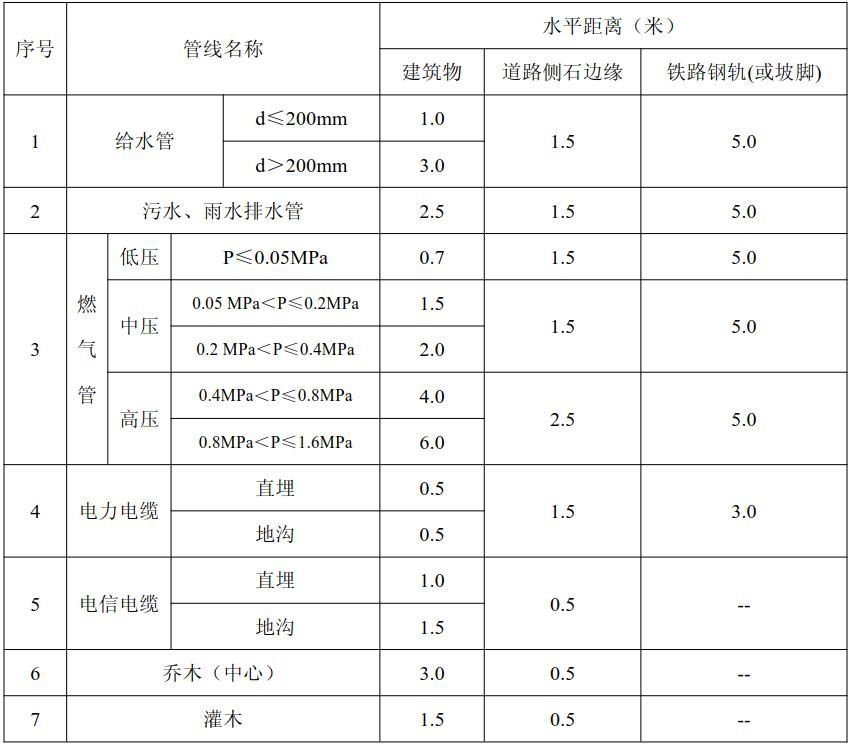 序号 管线名称 水平距离（米）
建筑物 道路侧石边缘 铁路钢轨(或坡脚)
1 给水管 d≤200mm 1.0 1.5 5.0
d＞200mm 3.0
2 污水、雨水排水管 2.5 1.5 5.0
3 燃气管 低压 P≤0.05MPa 0.7 1.5 5.0
中压 0.05 MPa＜P≤0.2MPa 1.5 1.5 5.0
0.2 MPa＜P≤0.4MPa 2.0
高压 0.4MPa＜P≤0.8MPa 4.0 2.5 5.0
0.8MPa＜P≤1.6MPa 6.0
4 电力电缆 直埋 0.5 1.5 3.0
地沟 0.5
5 电信电缆 直埋 1.0 0.5 --
地沟 1.5
6 乔木（中心） 3.0 0.5 --
7 灌木 1.5 0.5 --